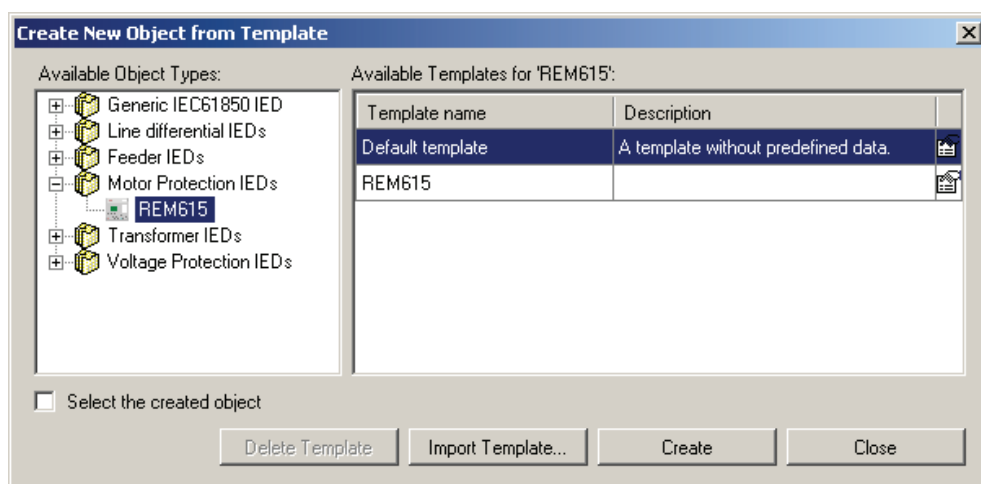 Create New Object from Template
Available Object Types:
Generic IEC61850 IED
Line differential IEDs
Feeder IEDs
Motor Protection IEDs
REM615
Transformer IEDs
Voltage Protection IEDs
Available Templates for 'REM615':
Template name Description
Default template A template without predefined data.
REM615
Select the created object
Delete Template Import Template... Create Close